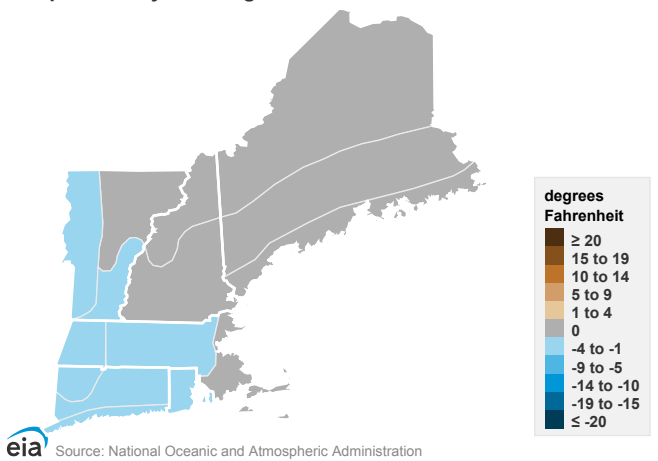 degrees
Fahrenheit
≥ 20
15 to 19
10 to 14
5 to 9
1 to 4
0
-4 to -1
-9 to -5
-14 to -10
-19 to -15
≤ -20
eia Source: National Oceanic and Atmospheric Administration